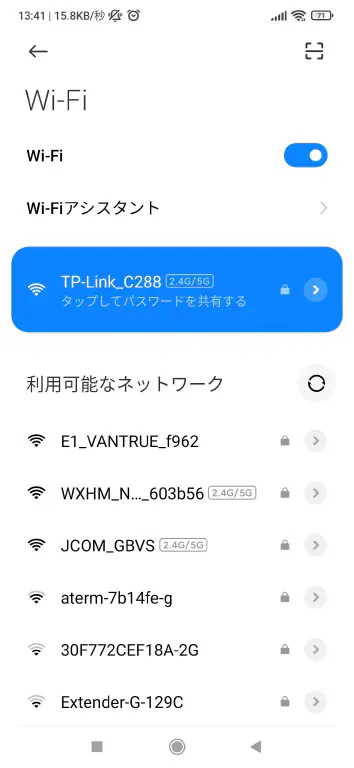 13:41 | 15.8KB/秒
71
Wi-Fi
Wi-Fi
Wi-Fiアシスタント
TP-Link_C288 2.4G/5G
タップしてパスワードを共有する
利用可能なネットワーク
E1_VANTRUE_f962
WXHM_N..._603b56 2.4G/5G
JCOM_GBVS 2.4G/5G
aterm-7b14fe-g
30F772CEF18A-2G
Extender-G-129C